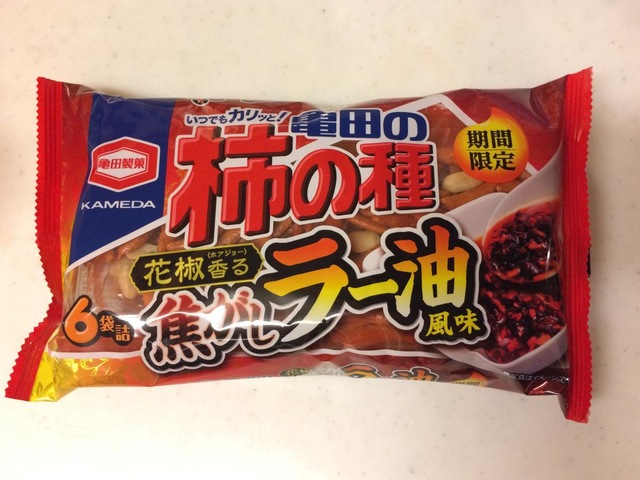 いつでもカリッと!
亀田の
柿の種
期間
限定
亀田製菓
KAMEDA
花椒香る
(ホアジョー)
焦がしラー油
風味
6袋詰